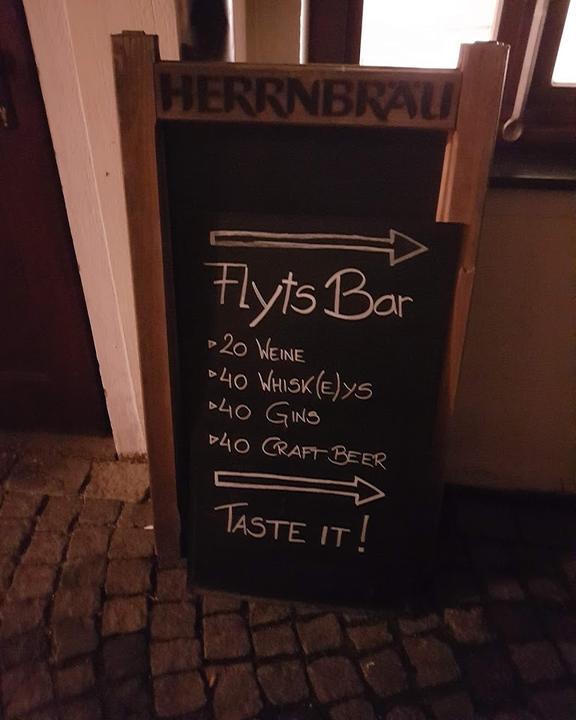 HERRNBRÄU
Flyts Bar
20 WEINE
40 WHISK(E)YS
40 GINS
40 CRAFT-BEER
TASTE IT!